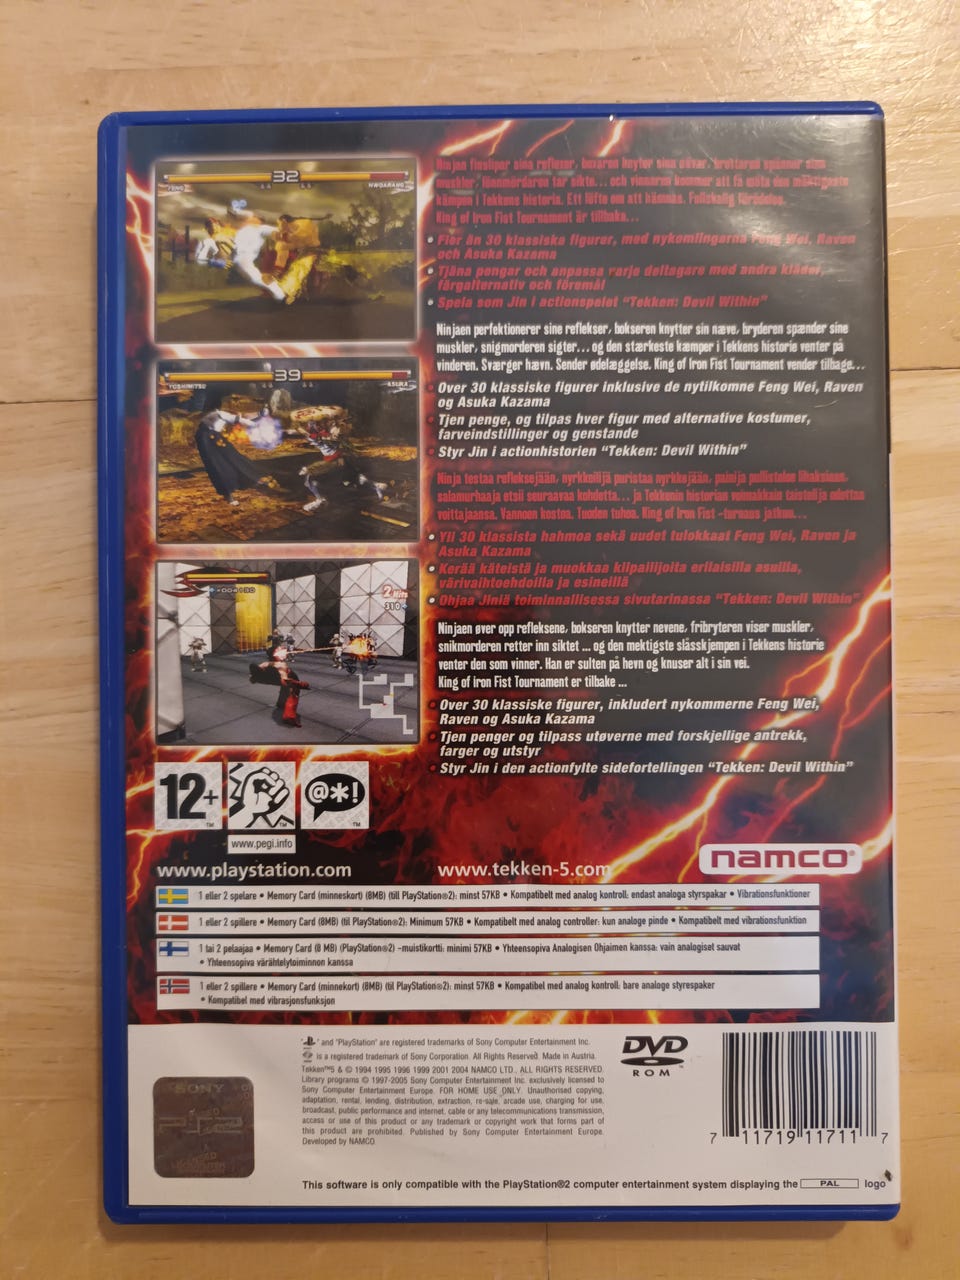 32
FENG
HWOARANG
39
YOSHIMITSU
ASUKA
2 Hits
310
Ninjan finslipar sina reflexer, boxaren knyter sina nävar, brottaren spänner sina
muskler, lönnmördaren tar sikte... och vinnaren kommer att få möta den mäktigaste
kämpen i Tekkens historia. Ett löfte om att hämnas. Fullskalig förödelse.
King of Iron Fist Tournament är tillbaka...
• Fler än 30 klassiska figurer, med nykomlingarna Feng Wei, Raven
och Asuka Kazama
• Tjäna pengar och anpassa varje deltagare med andra kläder,
färgalternativ och föremål
• Spela som Jin i actionspelet "Tekken: Devil Within"
Ninjaen perfektionerer sine reflekser, bokseren knytter sin næve, bryderen spænder sine
muskler, snigmorderen sigter... og den stærkeste kæmper i Tekkens historie venter på
vinderen. Sværger hævn. Sender ødelæggelse. King of Iron Fist Tournament vender tilbage...
• Over 30 klassiske figurer inklusive de nytilkomne Feng Wei, Raven
og Asuka Kazama
• Tjen penge, og tilpas hver figur med alternative kostumer,
farveindstillinger og genstande
• Styr Jin i actionhistorien "Tekken: Devil Within"
Ninja testaa refleksejään, nyrkkeilijä puristaa nyrkkejään, painija pullistelee lihaksiaan,
salamurhaaja etsii seuraavaa kohdetta... ja Tekkenin historian voimakkain taistelija odottaa
voittajaansa. Vannoen kostoa. Tuoden tuhoa. King of Iron Fist -turnaus jatkuu...
• Yli 30 klassista hahmoa sekä uudet tulokkaat Feng Wei, Raven ja
Asuka Kazama
• Kerää käteistä ja muokkaa kilpailijoita erilaisilla asuilla,
värivaihtoehdoilla ja esineillä
• Ohjaa Jiniä toiminnallisessa sivutarinassa "Tekken: Devil Within"
Ninjaen øver opp refleksene, bokseren knytter nevene, fribryteren viser muskler,
snikmorderen retter inn siktet ... og den mektigste slåsskjempen i Tekkens historie
venter den som vinner. Han er sulten på hevn og knuser alt i sin vei.
King of Iron Fist Tournament er tilbake ...
• Over 30 klassiske figurer, inkludert nykommerne Feng Wei,
Raven og Asuka Kazama
• Tjen penger og tilpass utøverne med forskjellige antrekk,
farger og utstyr
• Styr Jin i den actionfylte sidefortellingen "Tekken: Devil Within"
12+
TM
TM
@*!
TM
www.pegi.info
www.playstation.com
www.tekken-5.com
namco®
1 eller 2 spelare • Memory Card (minneskort) (8MB) (till PlayStation®2): minst 57KB • Kompatibelt med analog kontroll: endast analoga styrspakar • Vibrationsfunktioner
1 eller 2 spillere • Memory Card (8MB) (til PlayStation®2): Minimum 57KB • Kompatibelt med analog controller: kun analoge pinde • Kompatibelt med vibrationsfunktion
1 tai 2 pelaajaa • Memory Card (8 MB) (PlayStation®2) -muistikortti: minimi 57KB • Yhteensopiva Analogisen Ohjaimen kanssa: vain analogiset sauvat
• Yhteensopiva värähtelytoiminnon kanssa
1 eller 2 spillere • Memory Card (minnekort) (8MB) (til PlayStation®2): minst 57KB • Kompatibel med analog kontroll: bare analoge styrespaker
• Kompatibel med vibrasjonsfunksjon
" and "PlayStation" are registered trademarks of Sony Computer Entertainment Inc.
is a registered trademark of Sony Corporation. All Rights Reserved. Made in Austria.
Tekken™5 & © 1994 1995 1996 1999 2001 2004 NAMCO LTD., ALL RIGHTS RESERVED.
Library programs © 1997-2005 Sony Computer Entertainment Inc. exclusively licensed to
Sony Computer Entertainment Europe. FOR HOME USE ONLY. Unauthorised copying,
adaptation, rental, lending, distribution, extraction, re-sale, arcade use, charging for use,
broadcast, public performance and internet, cable or any telecommunications transmission,
access or use of this product or any trademark or copyright work that forms part of
this product are prohibited. Published by Sony Computer Entertainment Europe.
Developed by NAMCO.
DVD
ROM
7 11719 11711 7
SONY
This software is only compatible with the PlayStation®2 computer entertainment system displaying the PAL logo